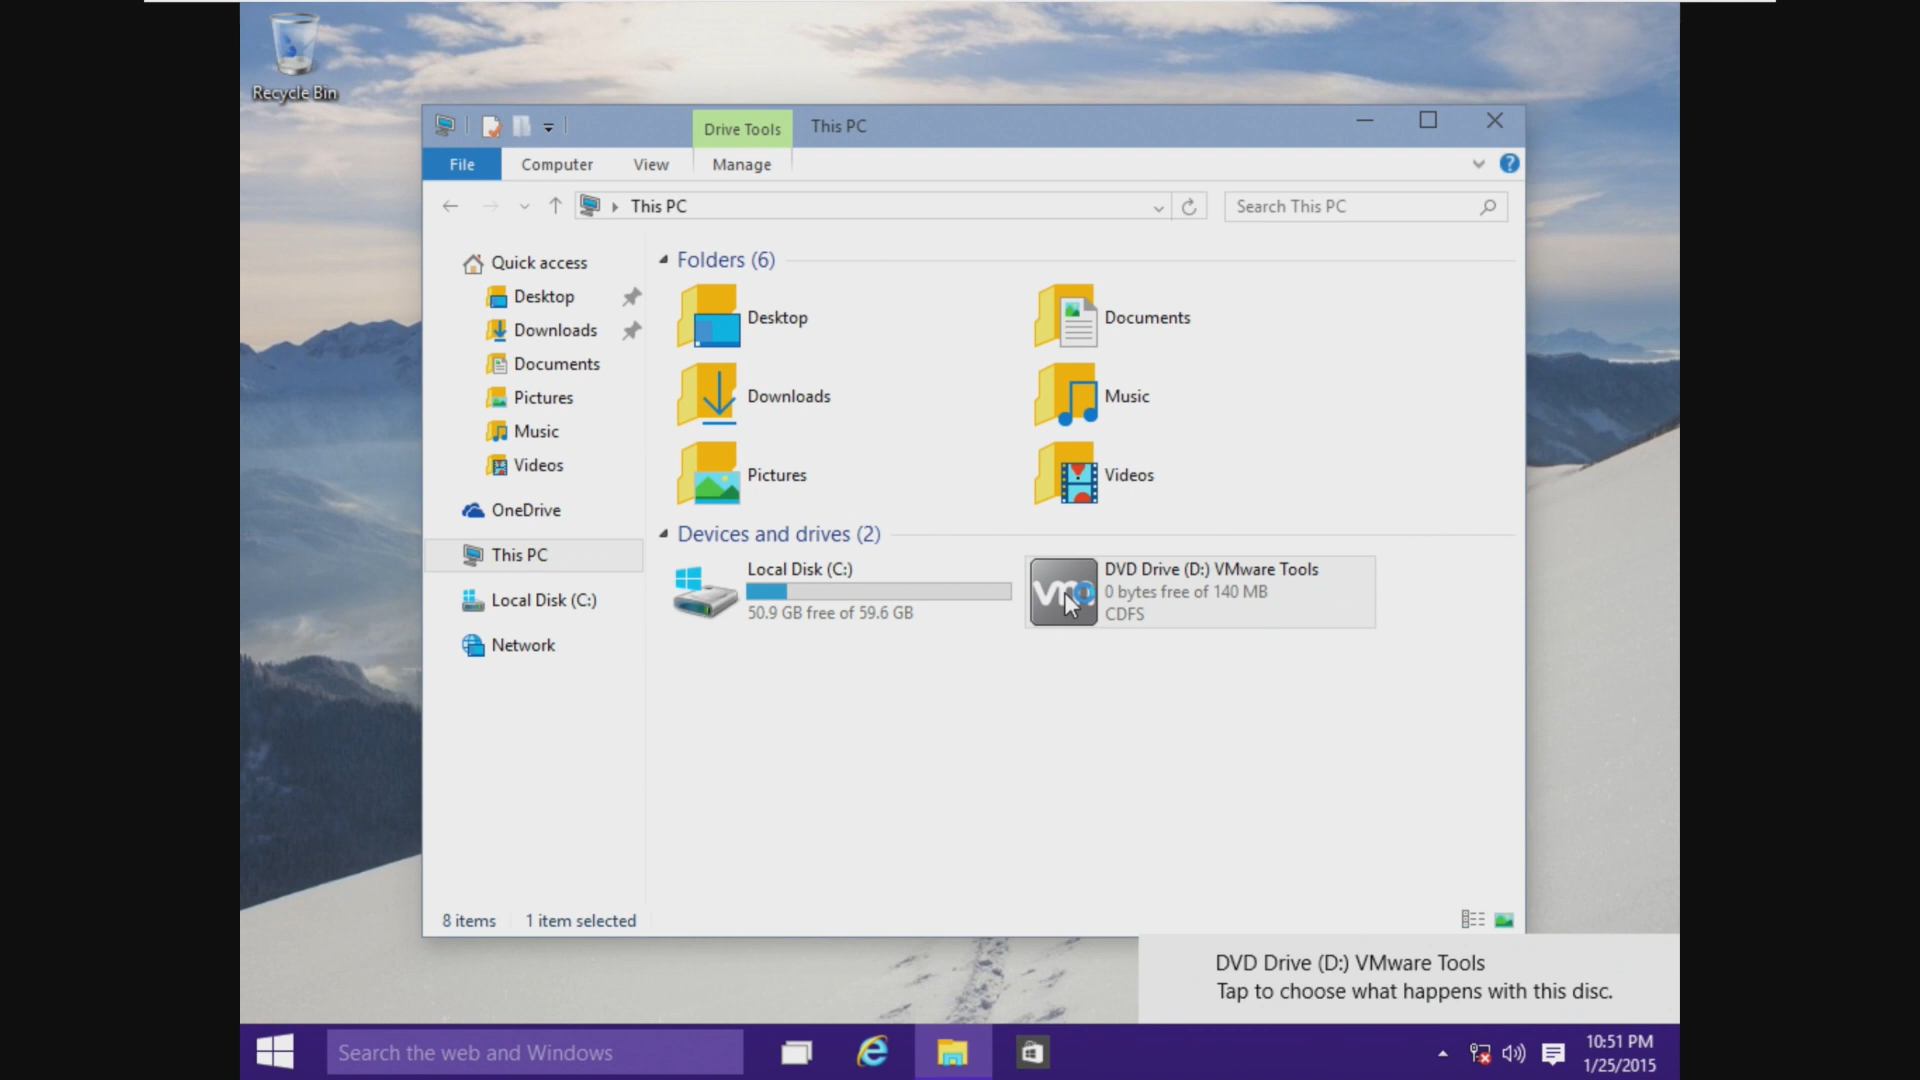 Recycle Bin
Drive Tools
This PC
File
Computer
View
Manage
This PC
Search This PC
Quick access
Desktop
Downloads
Documents
Pictures
Music
Videos
OneDrive
This PC
Local Disk (C:)
Network
Folders (6)
Desktop
Documents
Downloads
Music
Pictures
Videos
Devices and drives (2)
Local Disk (C:)
50.9 GB free of 59.6 GB
DVD Drive (D:) VMware Tools
0 bytes free of 140 MB
CDFS
8 items
1 item selected
DVD Drive (D:) VMware Tools
Tap to choose what happens with this disc.
Search the web and Windows
10:51 PM
1/25/2015